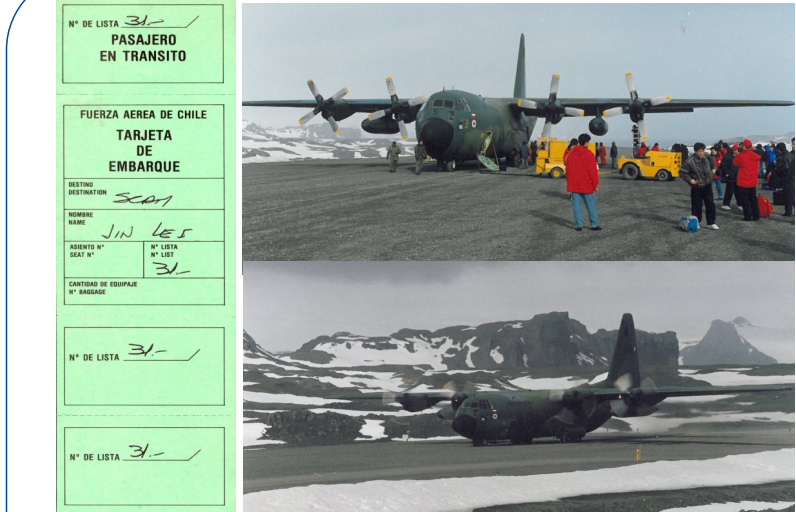 Nº DE LISTA 31.-
PASAJERO
EN TRANSITO
FUERZA AEREA DE CHILE
TARJETA
DE
EMBARQUE
DESTINO
DESTINATION SCRM
NOMBRE
NAME
JIN LEE
ASIENTO Nº
SEAT Nº
Nº LISTA
Nº LIST
31.-
CANTIDAD DE EQUIPAJE
Nº BAGGAGE
Nº DE LISTA 31.-
Nº DE LISTA 31.-